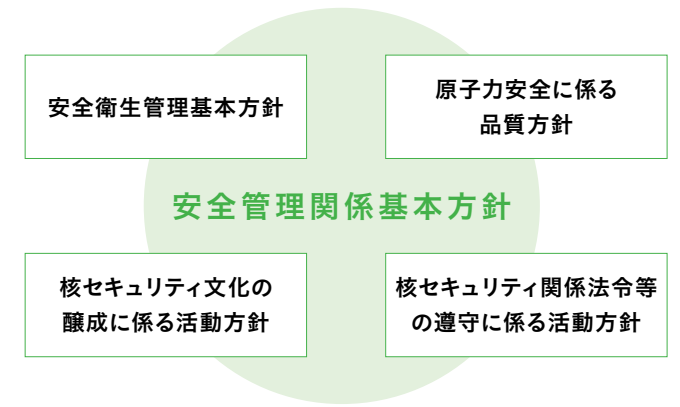 安全衛生管理基本方針
原子力安全に係る
品質方針
安全管理関係基本方針
核セキュリティ文化の
醸成に係る活動方針
核セキュリティ関係法令等
の遵守に係る活動方針